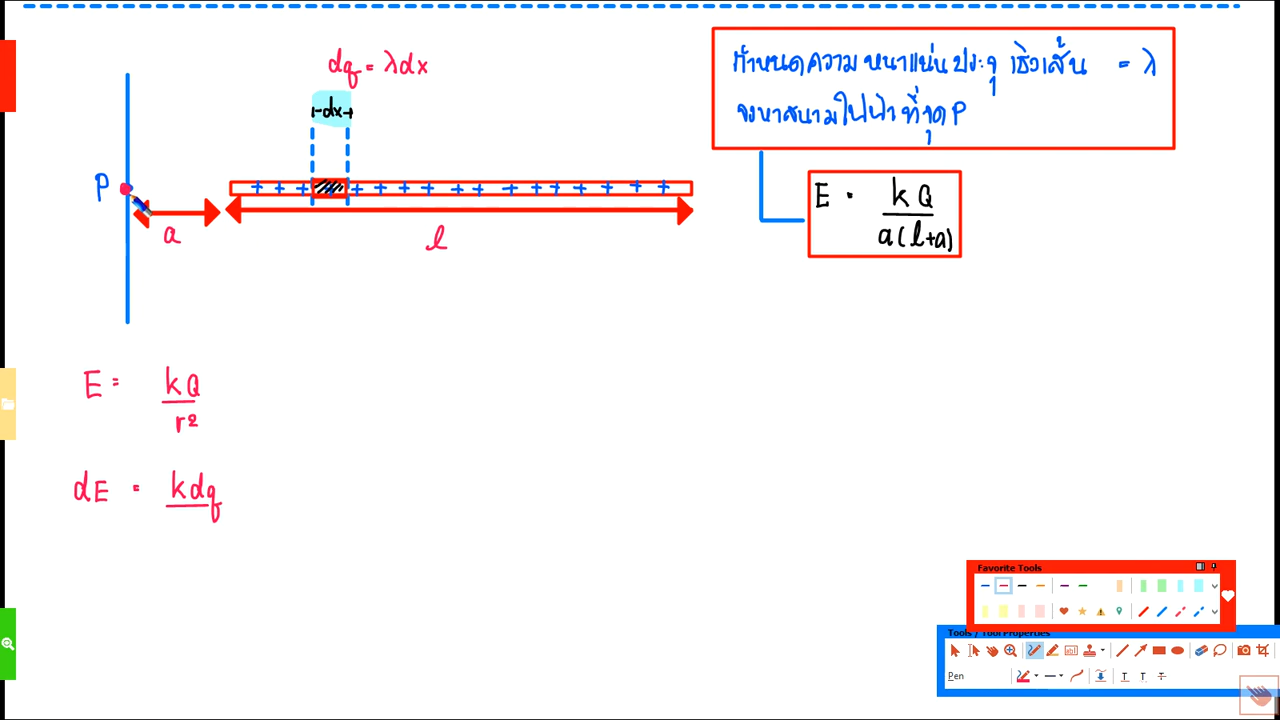 dq = λdx
dx
กำหนดความหนาแน่นประจุเชิงเส้น = λ
จงหาสนามไฟฟ้าที่จุด P
P
a
l
E = kQ
a(l+a)
E = kQ
r²
dE = kdq
Favorite Tools
Tools / Tool Properties
Pen